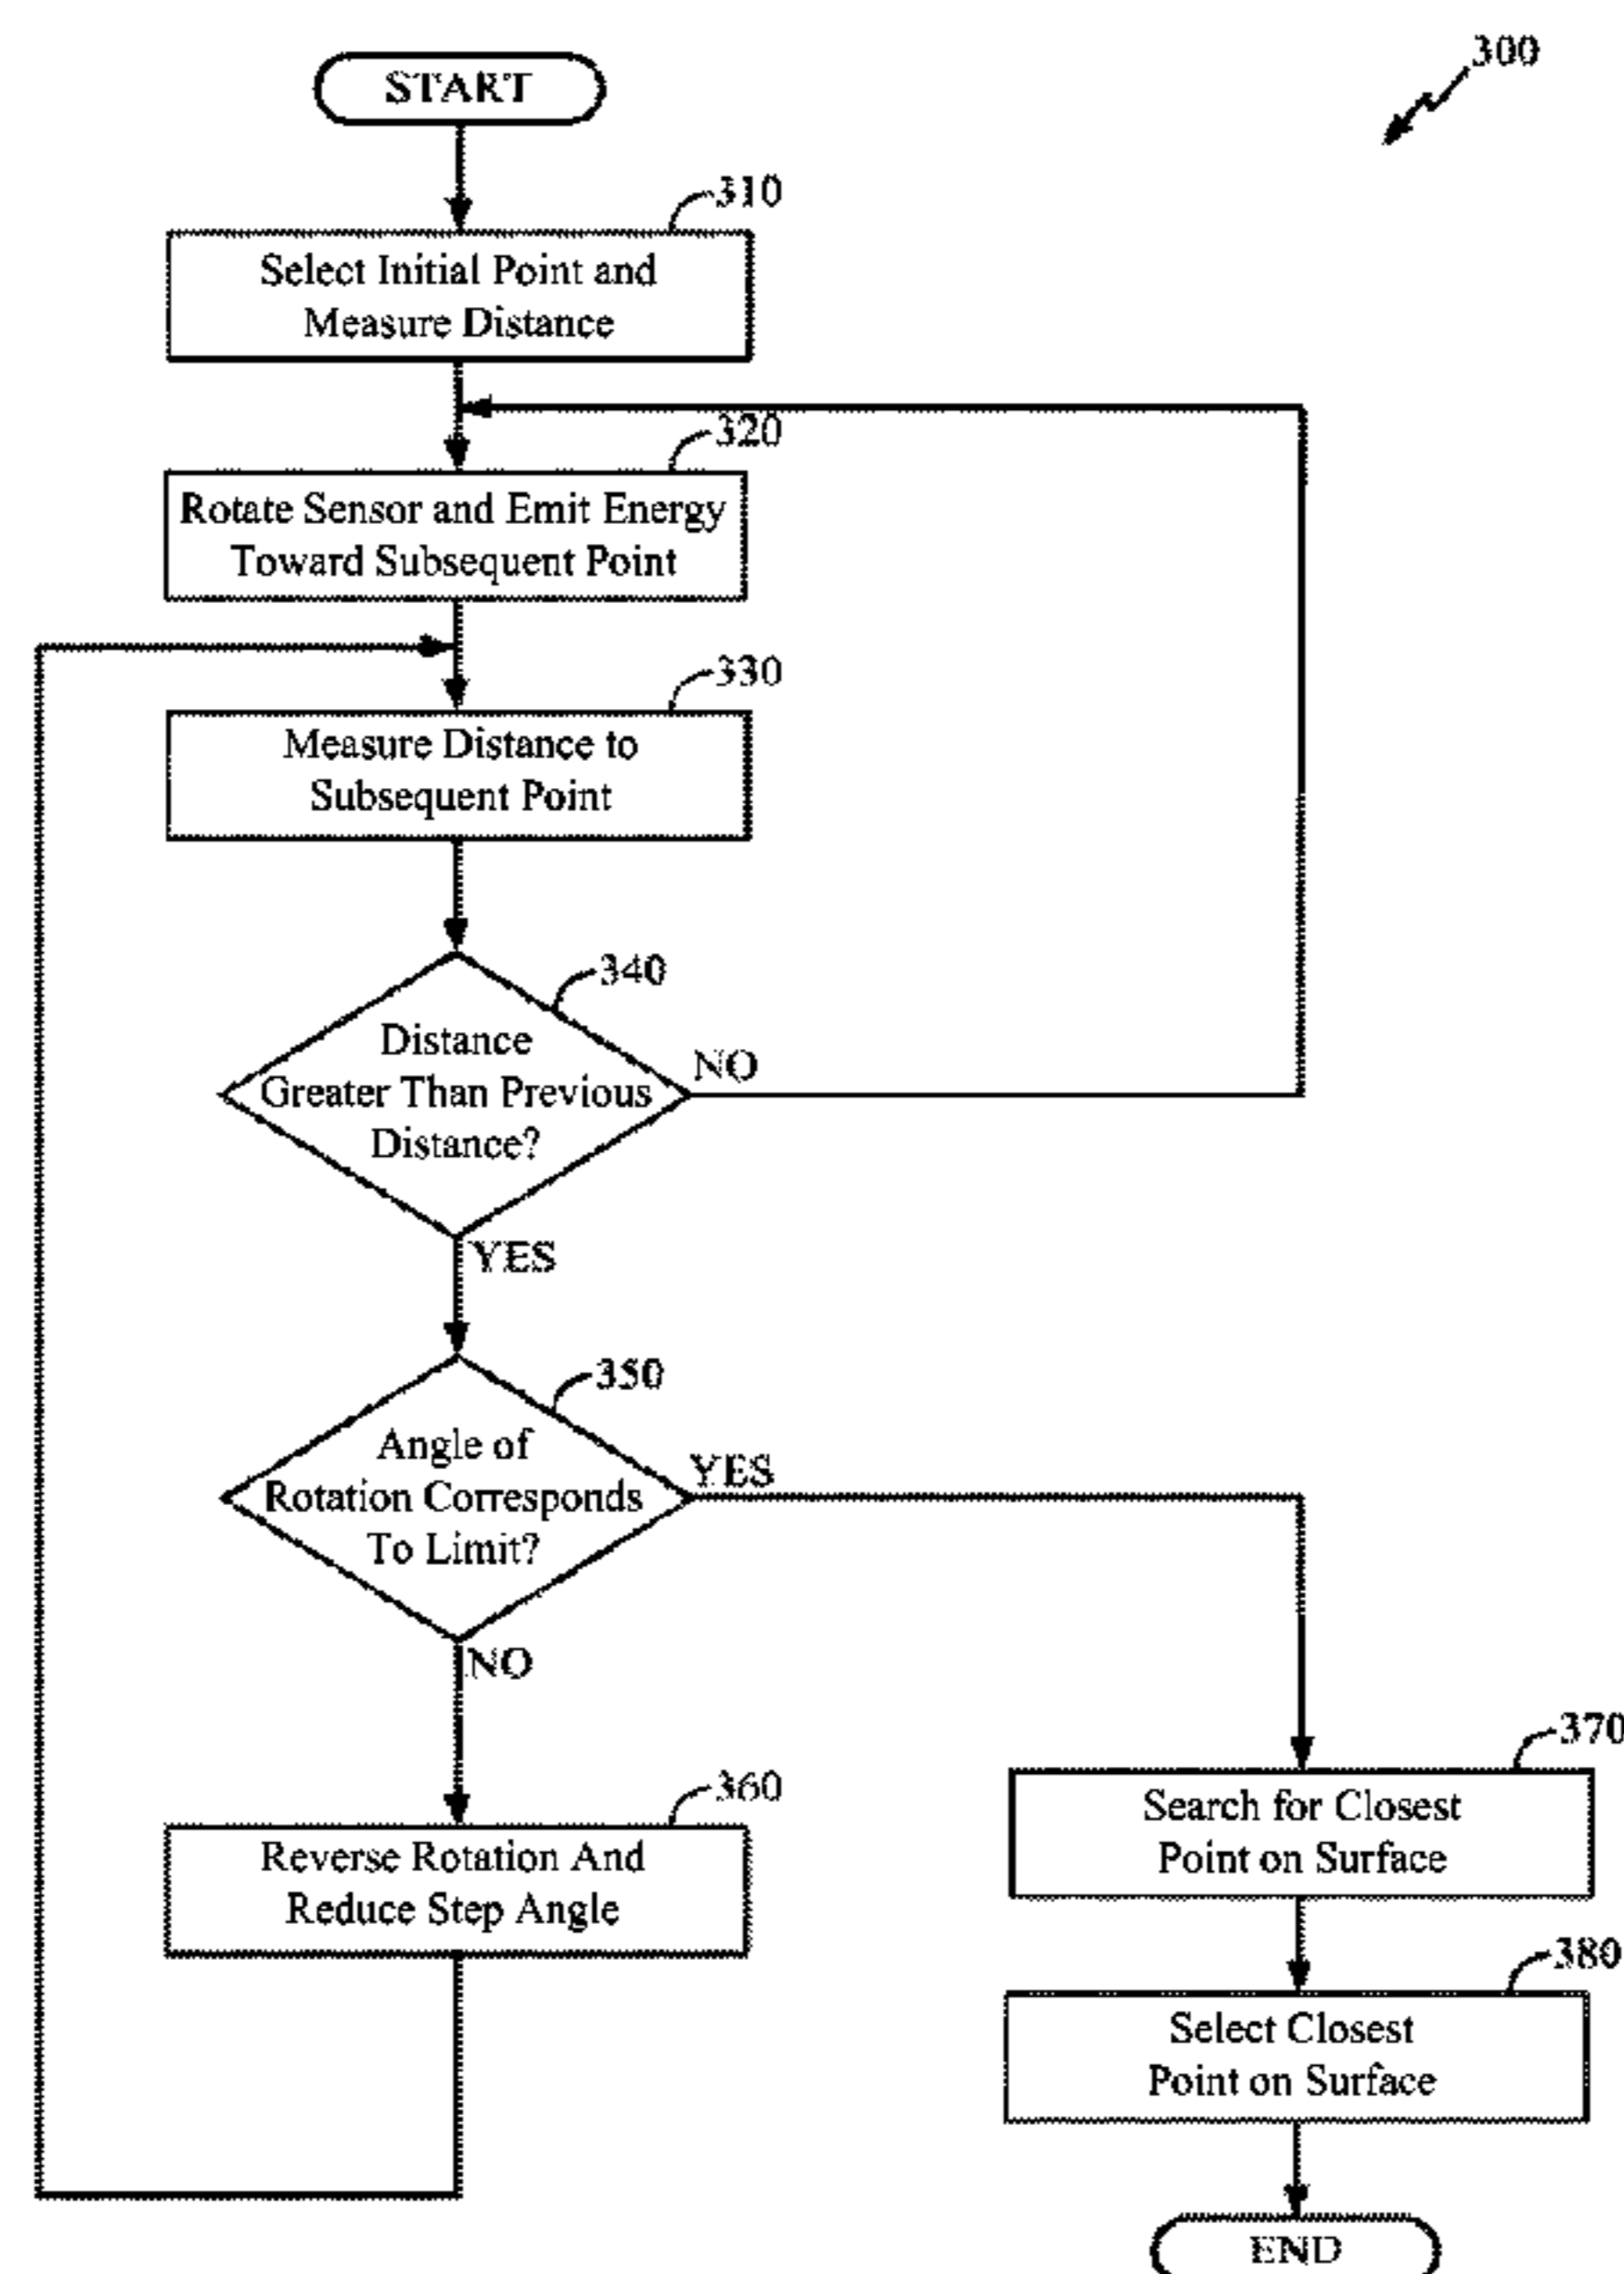 300
START
310
Select Initial Point and
Measure Distance
320
Rotate Sensor and Emit Energy
Toward Subsequent Point
330
Measure Distance to
Subsequent Point
340
Distance
Greater Than Previous
Distance?
NO
YES
350
Angle of
Rotation Corresponds
To Limit?
YES
NO
360
Reverse Rotation And
Reduce Step Angle
370
Search for Closest
Point on Surface
380
Select Closest
Point on Surface
END